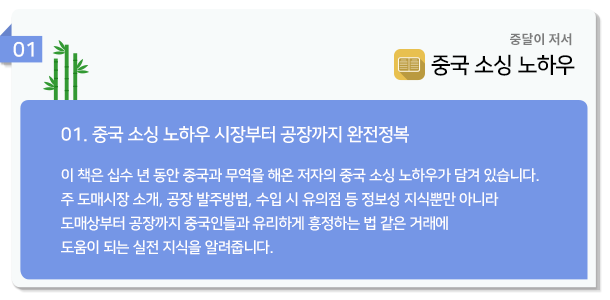 01
중달이 저서
중국 소싱 노하우
01. 중국 소싱 노하우 시장부터 공장까지 완전정복
이 책은 십수 년 동안 중국과 무역을 해온 저자의 중국 소싱 노하우가 담겨 있습니다.
주 도매시장 소개, 공장 발주방법, 수입 시 유의점 등 정보성 지식뿐만 아니라
도매상부터 공장까지 중국인들과 유리하게 흥정하는 법 같은 거래에
도움이 되는 실전 지식을 알려줍니다.